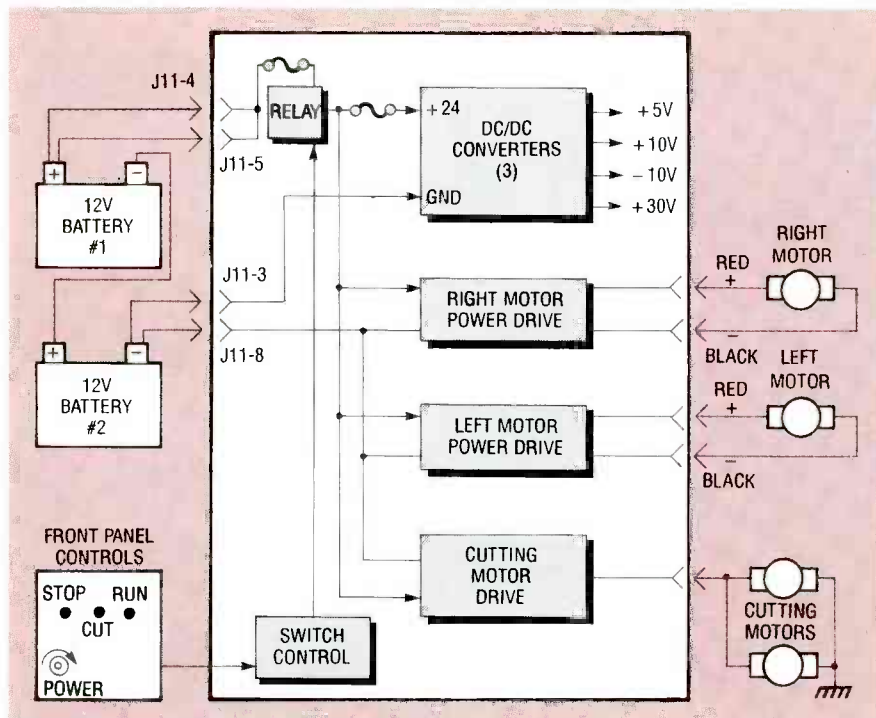 J11-4
J11-5
+ −
12V
BATTERY
#1
RELAY
+24
GND
DC/DC
CONVERTERS
(3)
+5V
+10V
−10V
+30V
J11-3
J11-8
+ −
12V
BATTERY
#2
RIGHT MOTOR
POWER DRIVE
RED
+
−
BLACK
RIGHT
MOTOR
LEFT MOTOR
POWER DRIVE
RED
+
−
BLACK
LEFT
MOTOR
CUTTING
MOTOR
DRIVE
CUTTING
MOTORS
FRONT PANEL
CONTROLS
STOP RUN
CUT
POWER
SWITCH
CONTROL